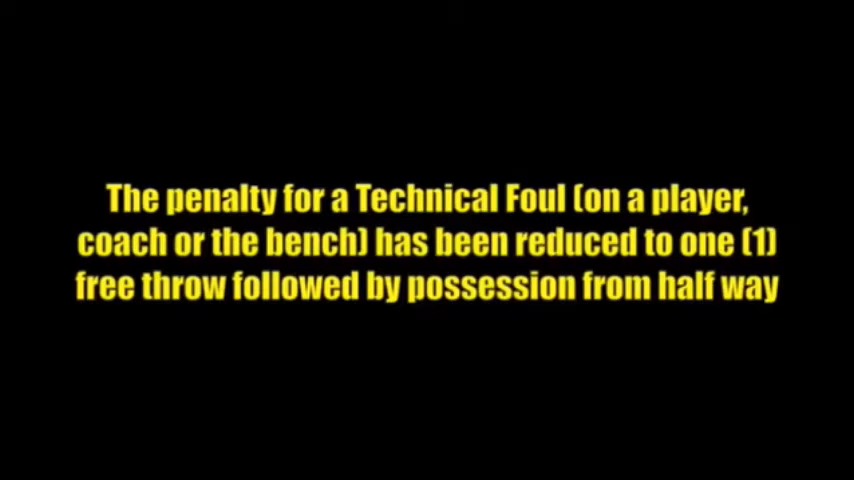 The penalty for a Technical Foul (on a player,
coach or the bench) has been reduced to one (1)
free throw followed by possession from half way